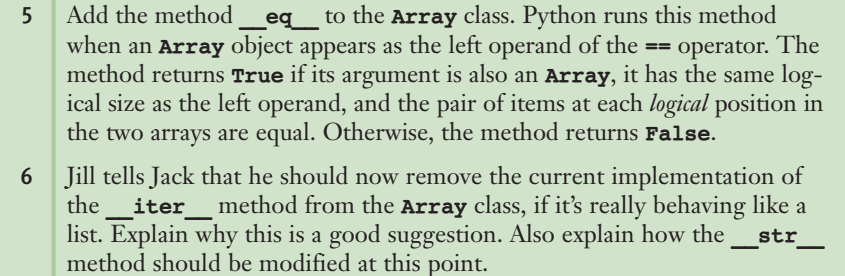 5 Add the method __eq__ to the Array class. Python runs this method
when an Array object appears as the left operand of the == operator. The
method returns True if its argument is also an Array, it has the same log-
ical size as the left operand, and the pair of items at each logical position in
the two arrays are equal. Otherwise, the method returns False.
6 Jill tells Jack that he should now remove the current implementation of
the __iter__ method from the Array class, if it’s really behaving like a
list. Explain why this is a good suggestion. Also explain how the __str__
method should be modified at this point.